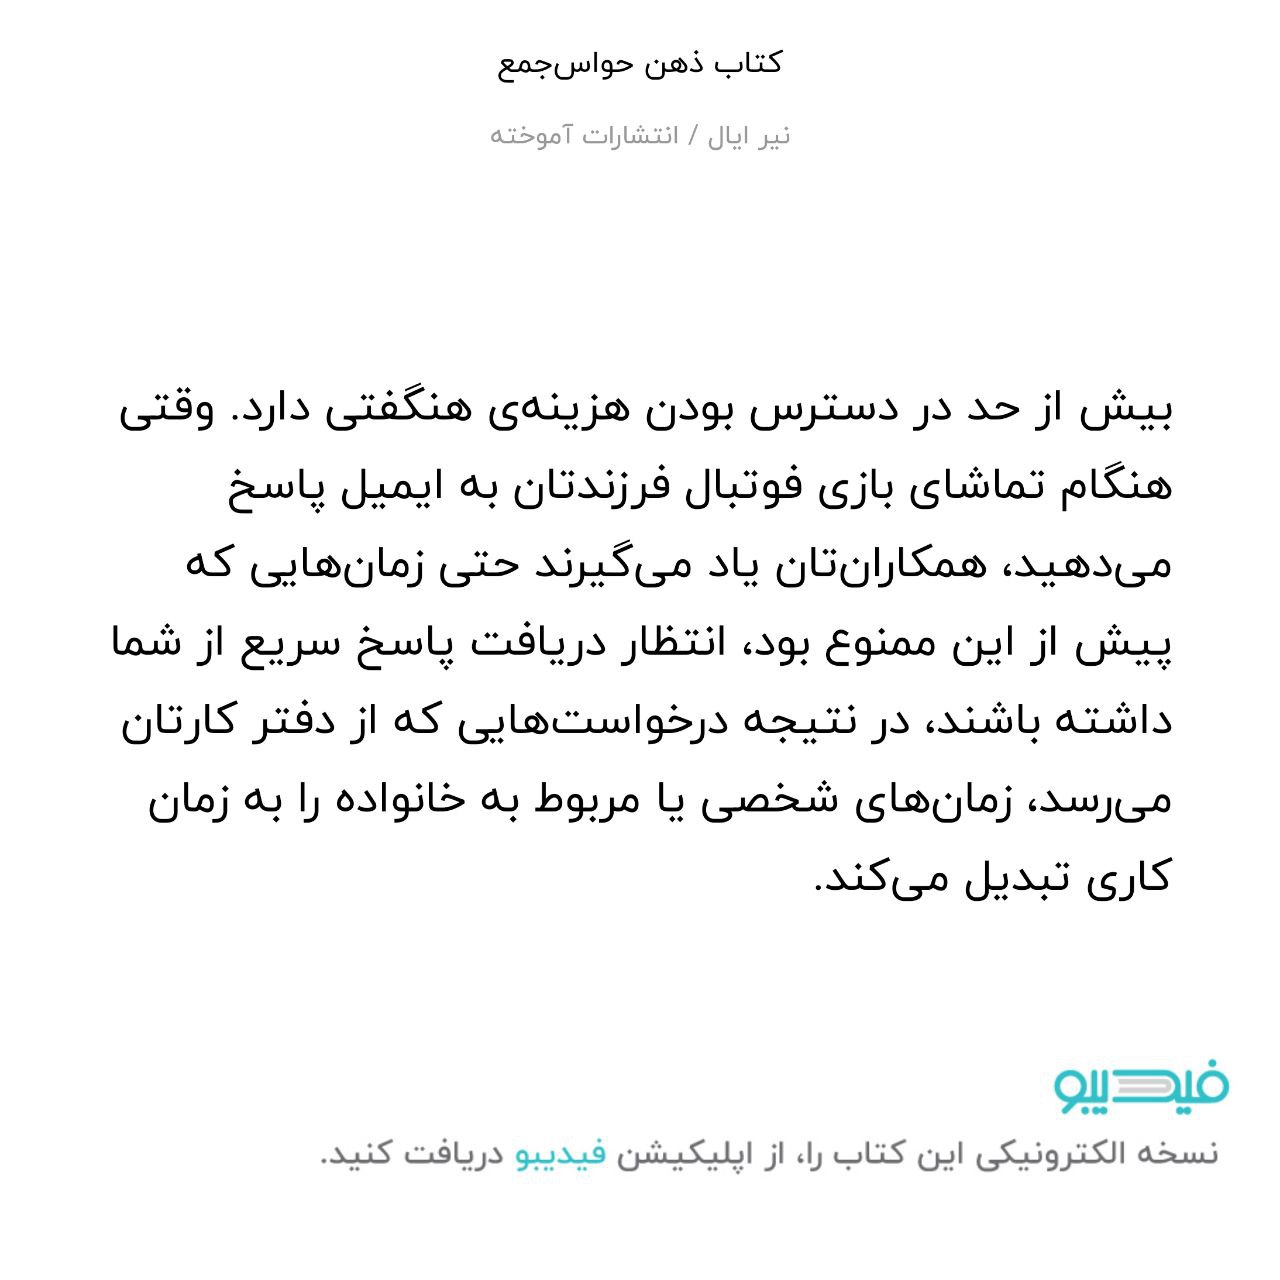 کتاب ذهن حواس‌جمع
نیر ایال / انتشارات آموخته
بیش از حد در دسترس بودن هزینه‌ی هنگفتی دارد. وقتی
هنگام تماشای بازی فوتبال فرزندتان به ایمیل پاسخ
می‌دهید، همکاران‌تان یاد می‌گیرند حتی زمان‌هایی که
پیش از این ممنوع بود، انتظار دریافت پاسخ سریع از شما
داشته باشند، در نتیجه درخواست‌هایی که از دفتر کارتان
می‌رسد، زمان‌های شخصی یا مربوط به خانواده را به زمان
کاری تبدیل می‌کند.
فیدیبو
نسخه الکترونیکی این کتاب را، از اپلیکیشن فیدیبو دریافت کنید.